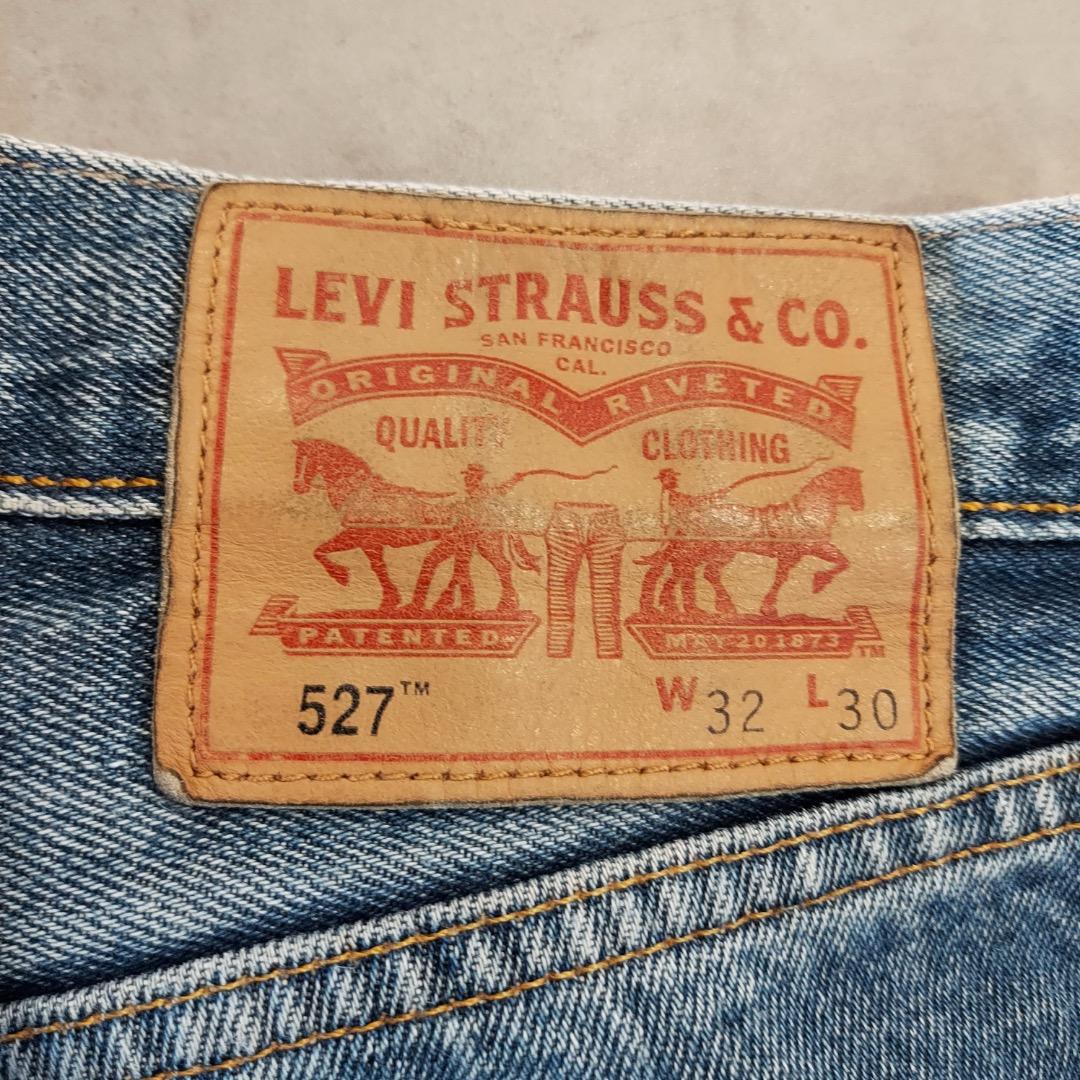 LEVI STRAUSS & CO.
SAN FRANCISCO
CAL.
ORIGINAL RIVETED
QUALITY CLOTHING
PATENTED MAY 20 1873 ™
527™ W32 L30